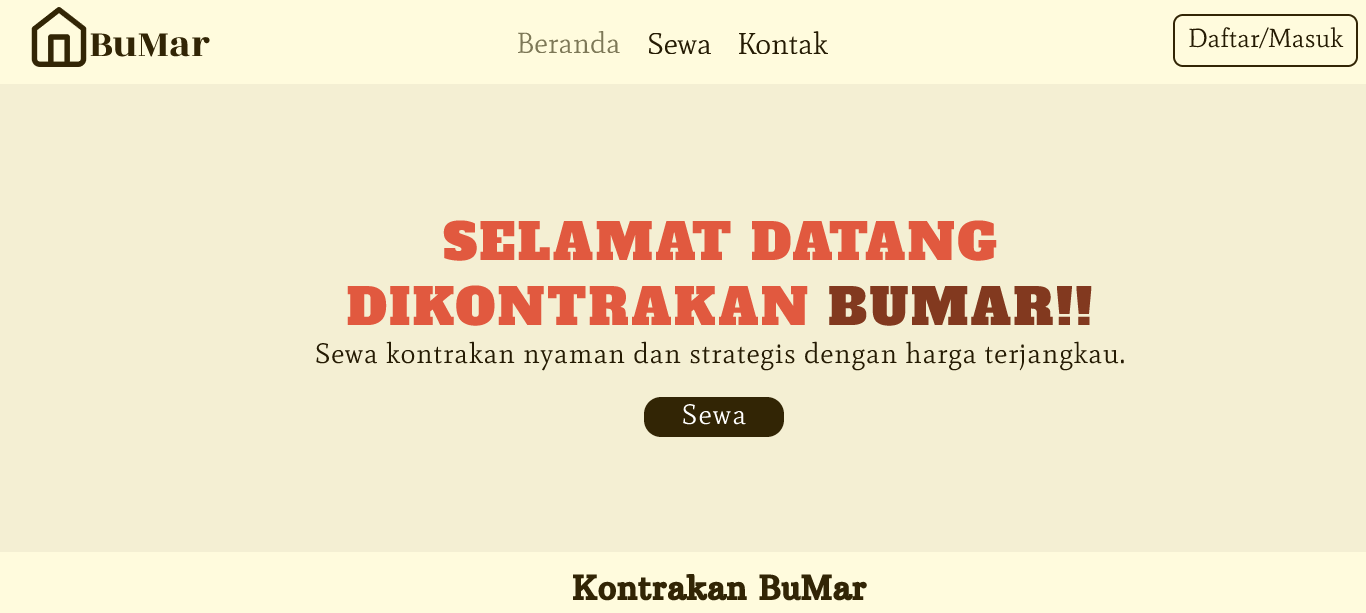 BuMar
Beranda Sewa Kontak
Daftar/Masuk
SELAMAT DATANG
DIKONTRAKAN BUMAR!!
Sewa kontrakan nyaman dan strategis dengan harga terjangkau.
Sewa
Kontrakan BuMar